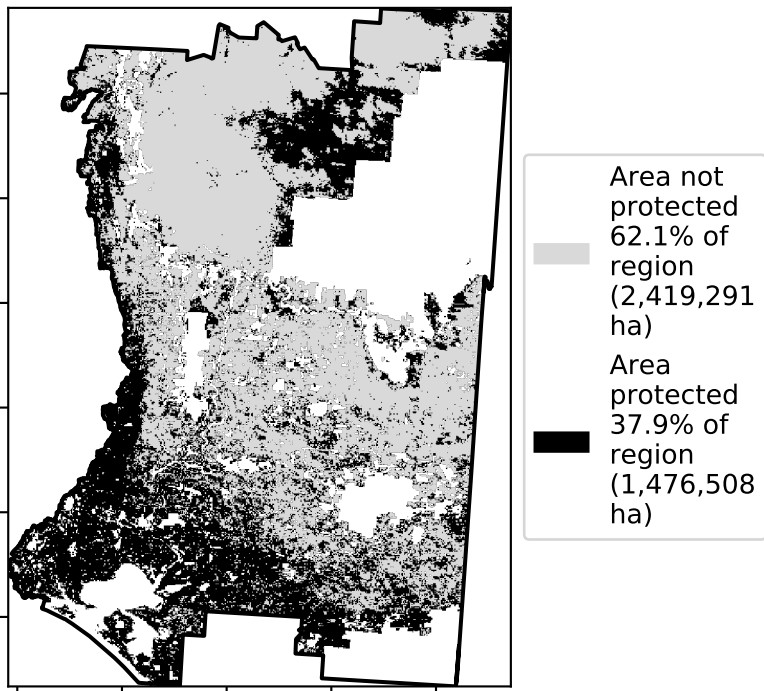 Area not
protected
62.1% of
region
(2,419,291
ha)
Area
protected
37.9% of
region
(1,476,508
ha)